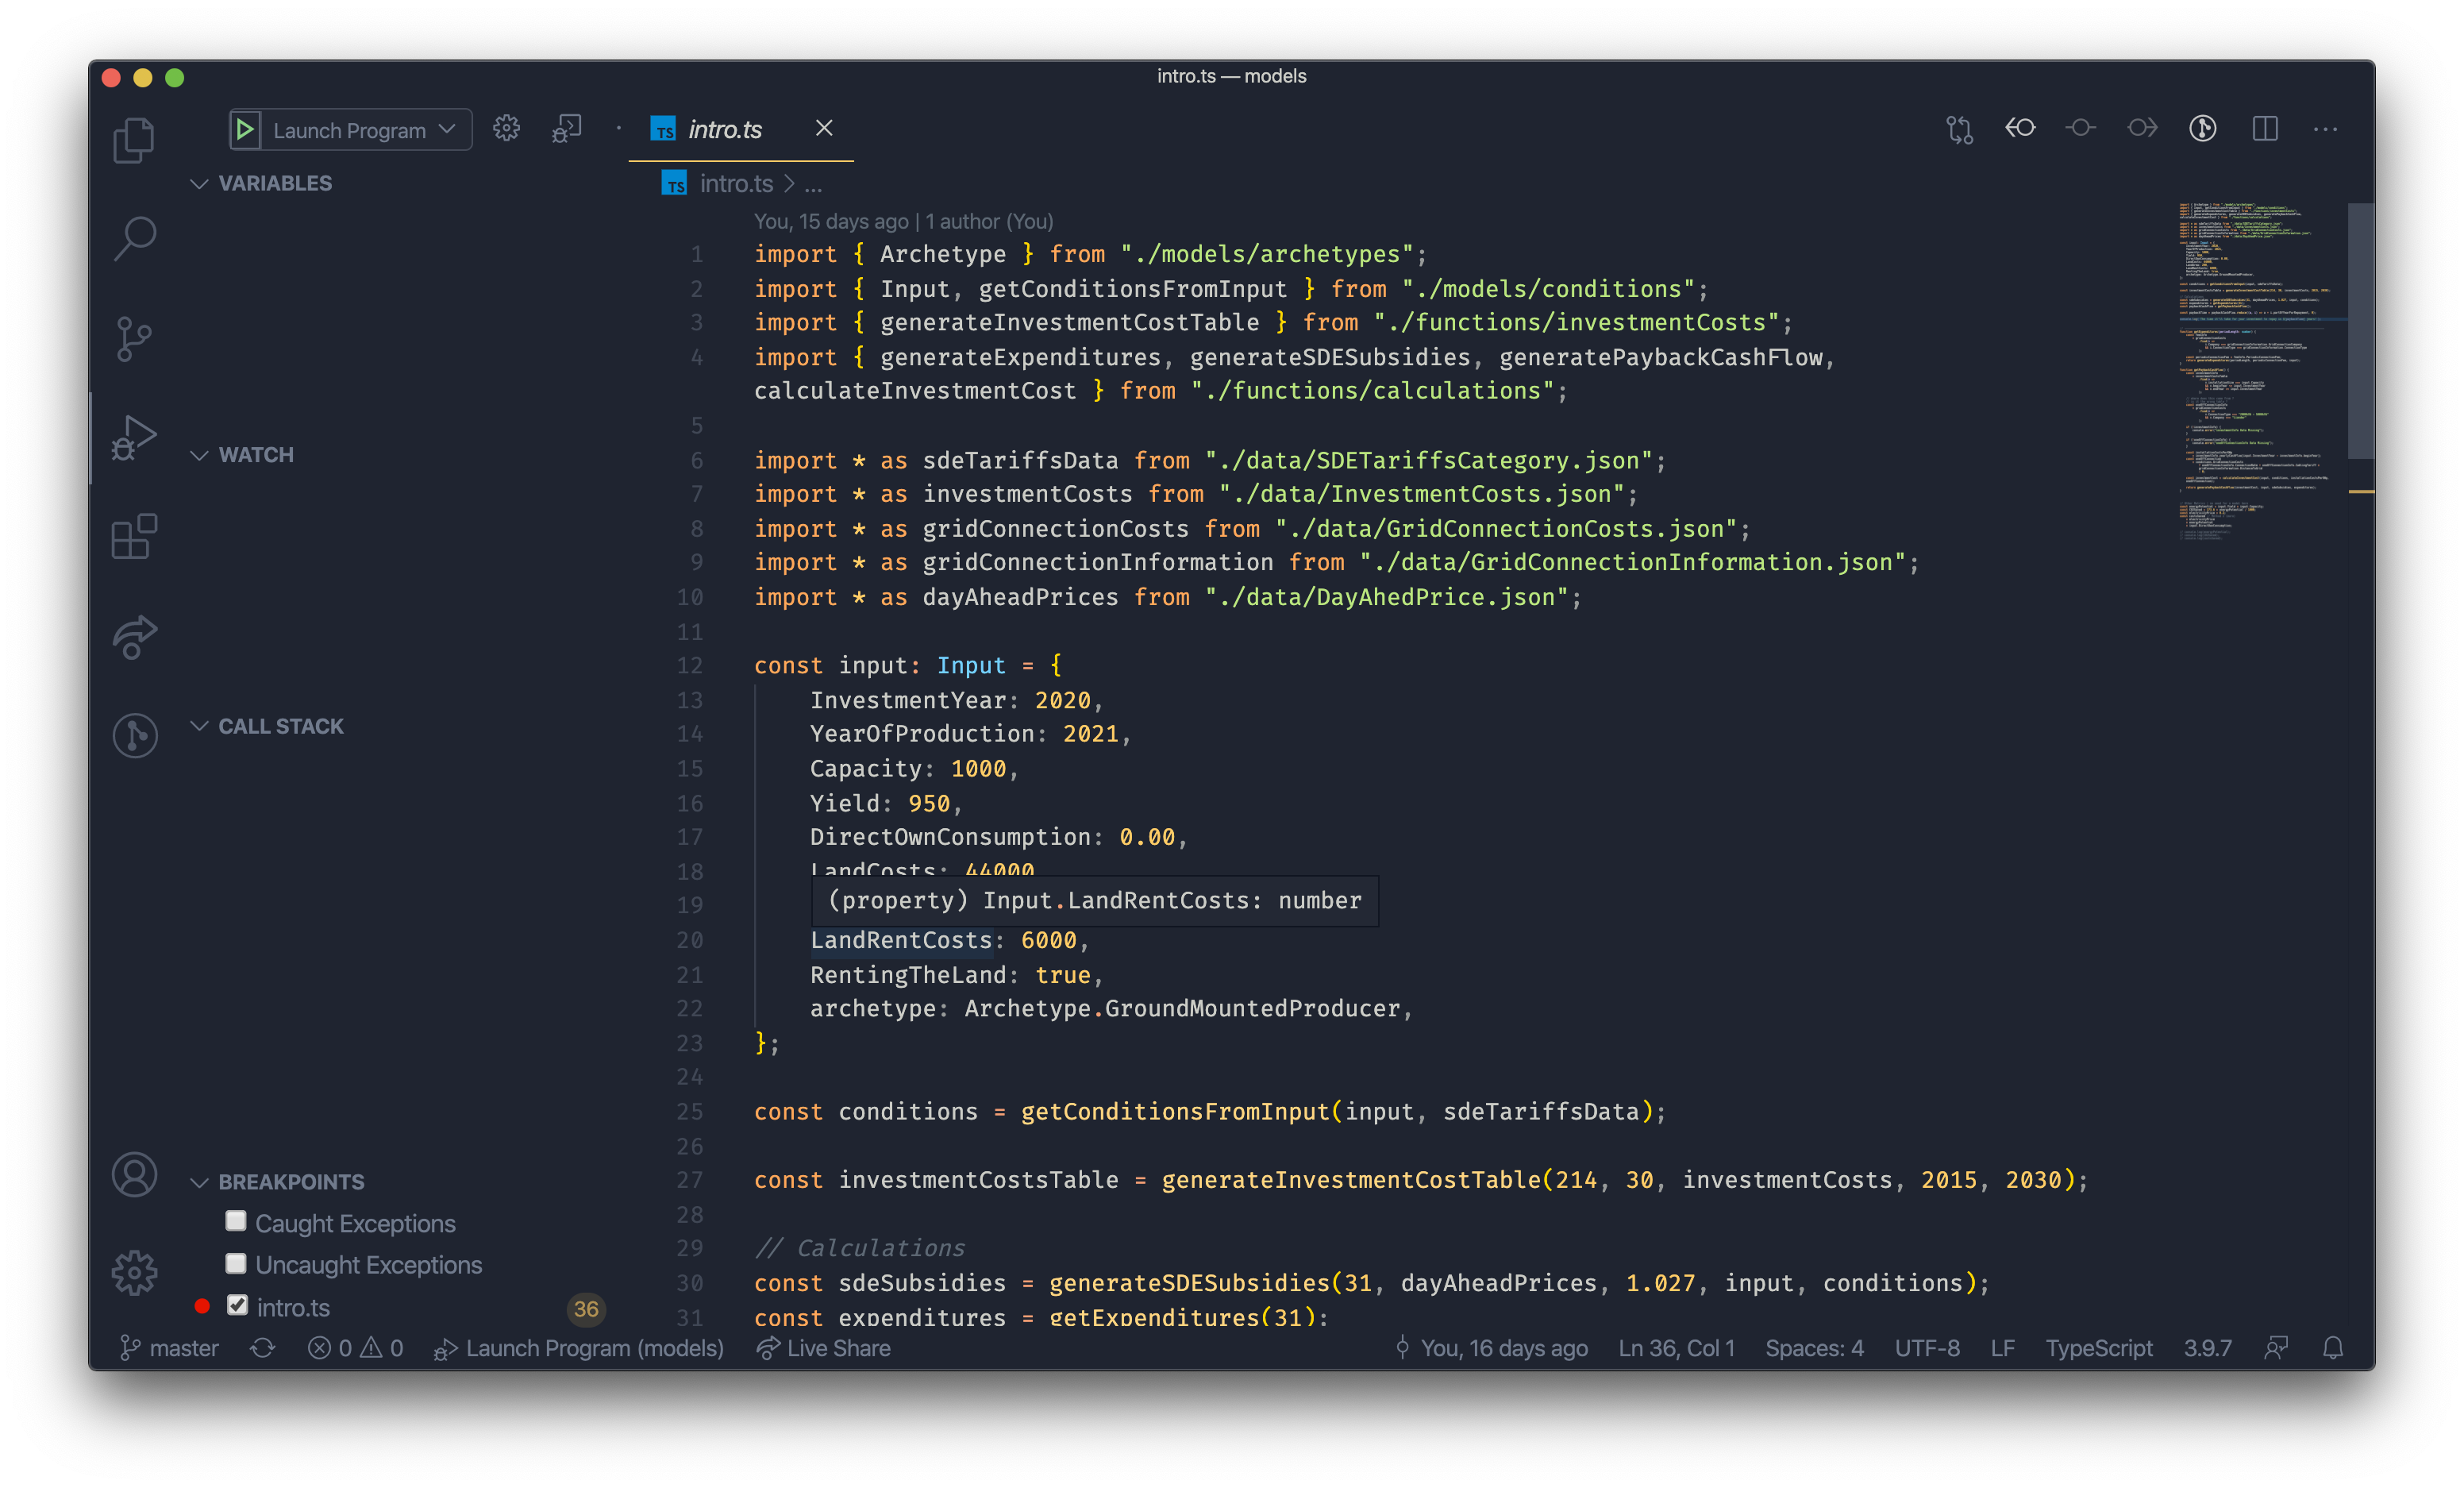 intro.ts — models
Launch Program
TS intro.ts
TS intro.ts > ...
VARIABLES
WATCH
CALL STACK
BREAKPOINTS
Caught Exceptions
Uncaught Exceptions
intro.ts 36
You, 15 days ago | 1 author (You)
1 import { Archetype } from "./models/archetypes";
2 import { Input, getConditionsFromInput } from "./models/conditions";
3 import { generateInvestmentCostTable } from "./functions/investmentCosts";
4 import { generateExpenditures, generateSDESubsidies, generatePaybackCashFlow,
calculateInvestmentCost } from "./functions/calculations";
5
6 import * as sdeTariffsData from "./data/SDETariffsCategory.json";
7 import * as investmentCosts from "./data/InvestmentCosts.json";
8 import * as gridConnectionCosts from "./data/GridConnectionCosts.json";
9 import * as gridConnectionInformation from "./data/GridConnectionInformation.json";
10 import * as dayAheadPrices from "./data/DayAhedPrice.json";
11
12 const input: Input = {
13 InvestmentYear: 2020,
14 YearOfProduction: 2021,
15 Capacity: 1000,
16 Yield: 950,
17 DirectOwnConsumption: 0.00,
18 LandCosts: 44000
19
(property) Input.LandRentCosts: number
20 LandRentCosts: 6000,
21 RentingTheLand: true,
22 archetype: Archetype.GroundMountedProducer,
23 };
24
25 const conditions = getConditionsFromInput(input, sdeTariffsData);
26
27 const investmentCostsTable = generateInvestmentCostTable(214, 30, investmentCosts, 2015, 2030);
28
29 // Calculations
30 const sdeSubsidies = generateSDESubsidies(31, dayAheadPrices, 1.027, input, conditions);
31 const expenditures = getExpenditures(31);
master 0 0 Launch Program (models) Live Share You, 16 days ago Ln 36, Col 1 Spaces: 4 UTF-8 LF TypeScript 3.9.7